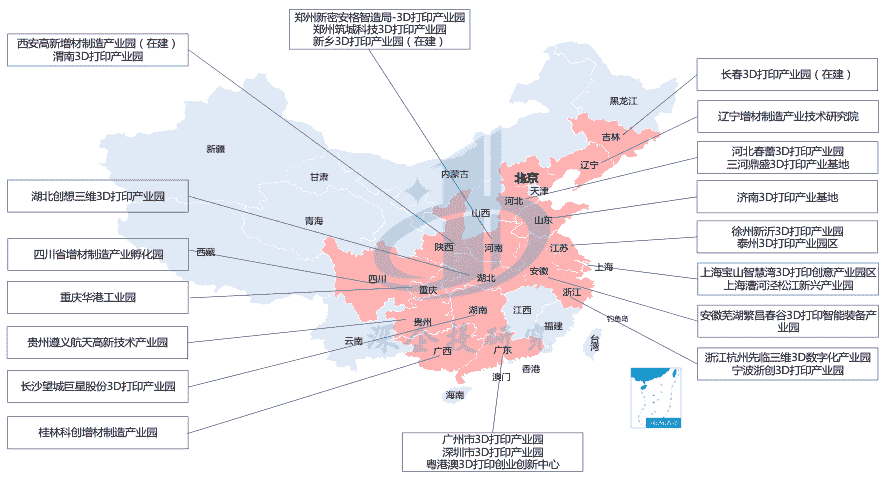 郑州新密安格智造局-3D打印产业园
郑州筑城科技3D打印产业园
新乡3D打印产业园（在建）
西安高新增材制造产业园（在建）
渭南3D打印产业园
湖北创想三维3D打印产业园
四川省增材制造产业孵化园
重庆华港工业园
贵州遵义航天高新技术产业园
长沙望城巨星股份3D打印产业园
桂林科创增材制造产业园
长春3D打印产业园（在建）
辽宁增材制造产业技术研究院
河北春蕾3D打印产业园
三河鼎盛3D打印产业基地
济南3D打印产业基地
徐州新沂3D打印产业园
泰州3D打印产业园区
上海宝山智慧湾3D打印创意产业园区
上海漕河泾松江新兴产业园
安徽芜湖繁昌春谷3D打印智能装备产
业园
浙江杭州先临三维3D数字化产业园
宁波浙创3D打印产业园
广州市3D打印产业园
深圳市3D打印产业园
粤港澳3D打印创业创新中心
黑龙江
吉林
辽宁
新疆
甘肃
内蒙古
北京
天津
河北
青海
山西
山东
西藏
陕西
河南
江苏
四川
重庆
湖北
安徽
上海
浙江
贵州
湖南
江西
福建
钓鱼岛
云南
广西
广东
台湾
香港
澳门
海南